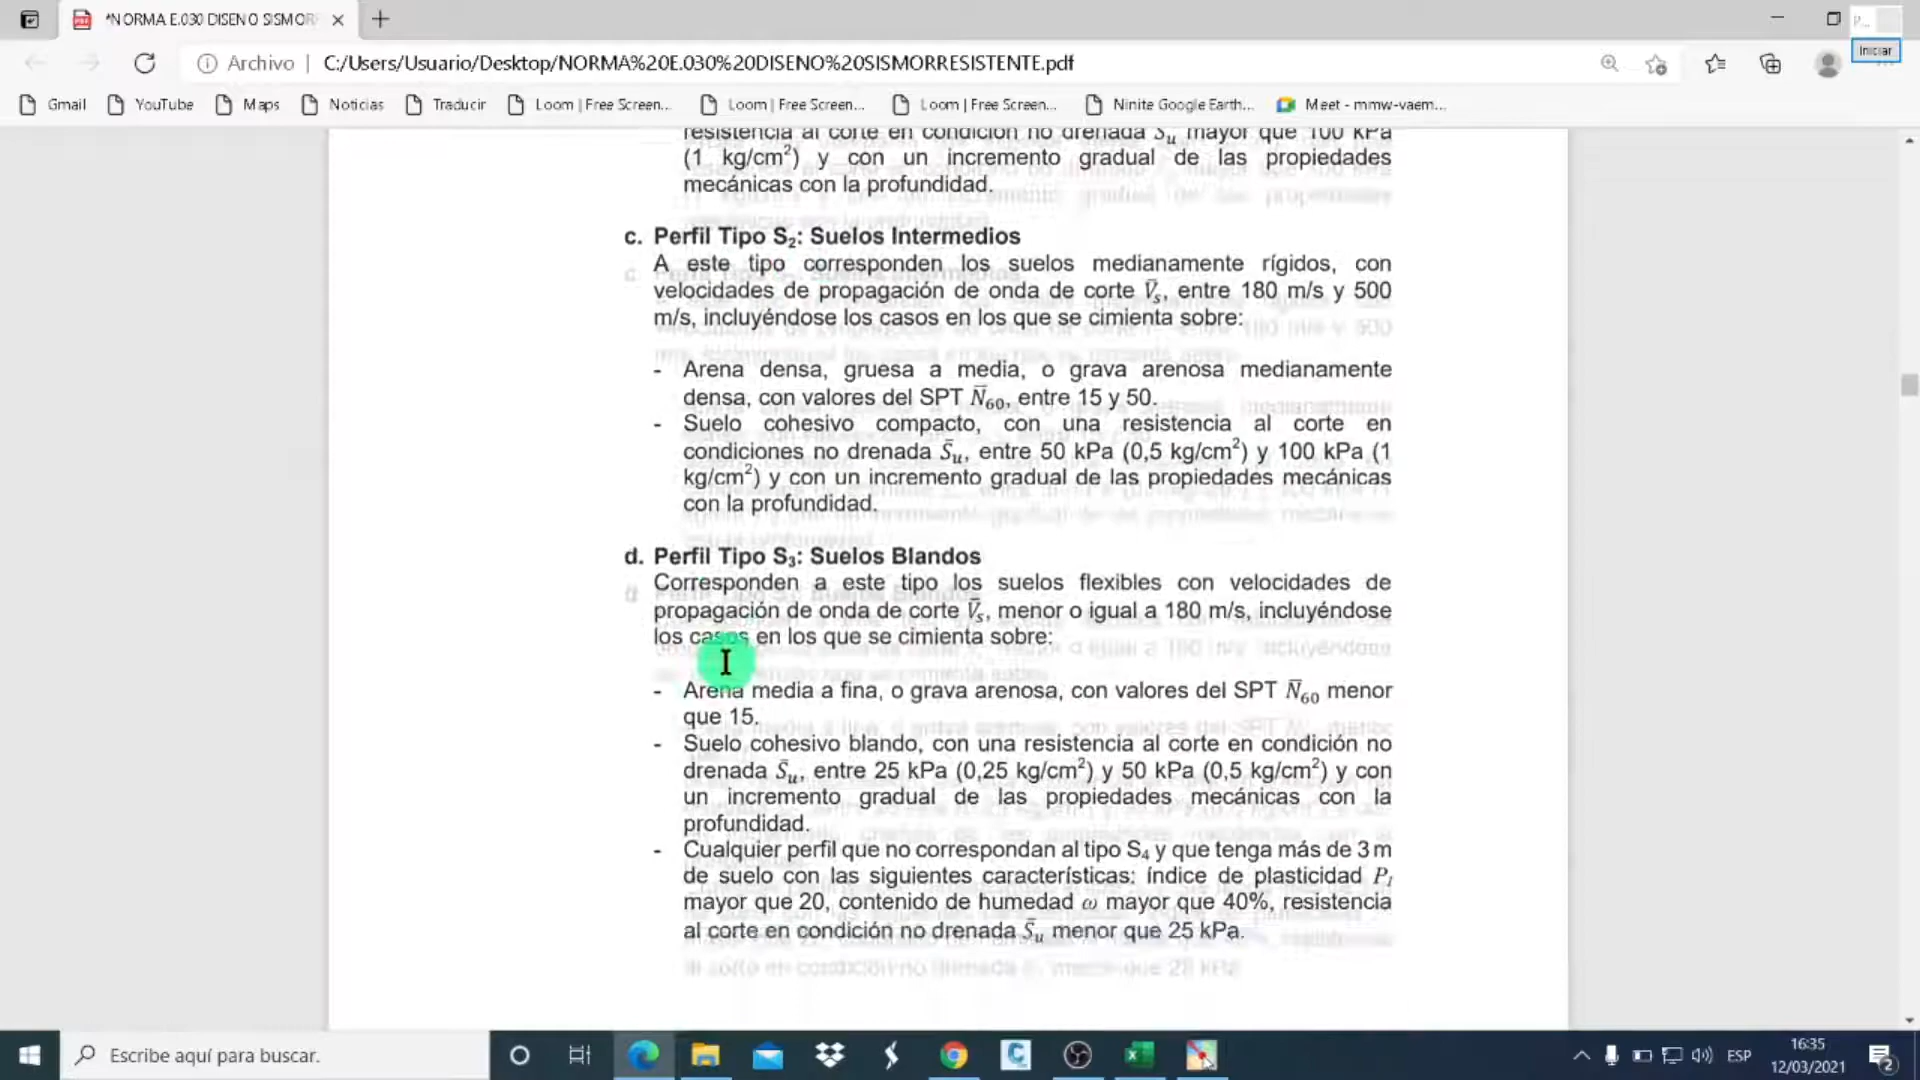 *NORMA E.030 DISENO SISMOR
P...
Iniciar
Archivo | C:/Users/Usuario/Desktop/NORMA%20E.030%20DISENO%20SISMORRESISTENTE.pdf
Gmail YouTube Maps Noticias Traducir Loom | Free Screen... Loom | Free Screen... Loom | Free Screen... Ninite Google Earth... Meet - mmw-vaem...
resistencia al corte en condición no drenada S̄u mayor que 100 kPa
(1 kg/cm²) y con un incremento gradual de las propiedades
mecánicas con la profundidad.
c. Perfil Tipo S₂: Suelos Intermedios
A este tipo corresponden los suelos medianamente rígidos, con
velocidades de propagación de onda de corte V̄s, entre 180 m/s y 500
m/s, incluyéndose los casos en los que se cimienta sobre:
- Arena densa, gruesa a media, o grava arenosa medianamente
densa, con valores del SPT N̄60, entre 15 y 50.
- Suelo cohesivo compacto, con una resistencia al corte en
condiciones no drenada S̄u, entre 50 kPa (0,5 kg/cm²) y 100 kPa (1
kg/cm²) y con un incremento gradual de las propiedades mecánicas
con la profundidad.
d. Perfil Tipo S₃: Suelos Blandos
Corresponden a este tipo los suelos flexibles con velocidades de
propagación de onda de corte V̄s, menor o igual a 180 m/s, incluyéndose
los casos en los que se cimienta sobre:
- Arena media a fina, o grava arenosa, con valores del SPT N̄60 menor
que 15.
- Suelo cohesivo blando, con una resistencia al corte en condición no
drenada S̄u, entre 25 kPa (0,25 kg/cm²) y 50 kPa (0,5 kg/cm²) y con
un incremento gradual de las propiedades mecánicas con la
profundidad.
- Cualquier perfil que no correspondan al tipo S₄ y que tenga más de 3 m
de suelo con las siguientes características: índice de plasticidad PI
mayor que 20, contenido de humedad ω mayor que 40%, resistencia
al corte en condición no drenada S̄u menor que 25 kPa.
Escribe aquí para buscar.
ESP
16:35
12/03/2021
2